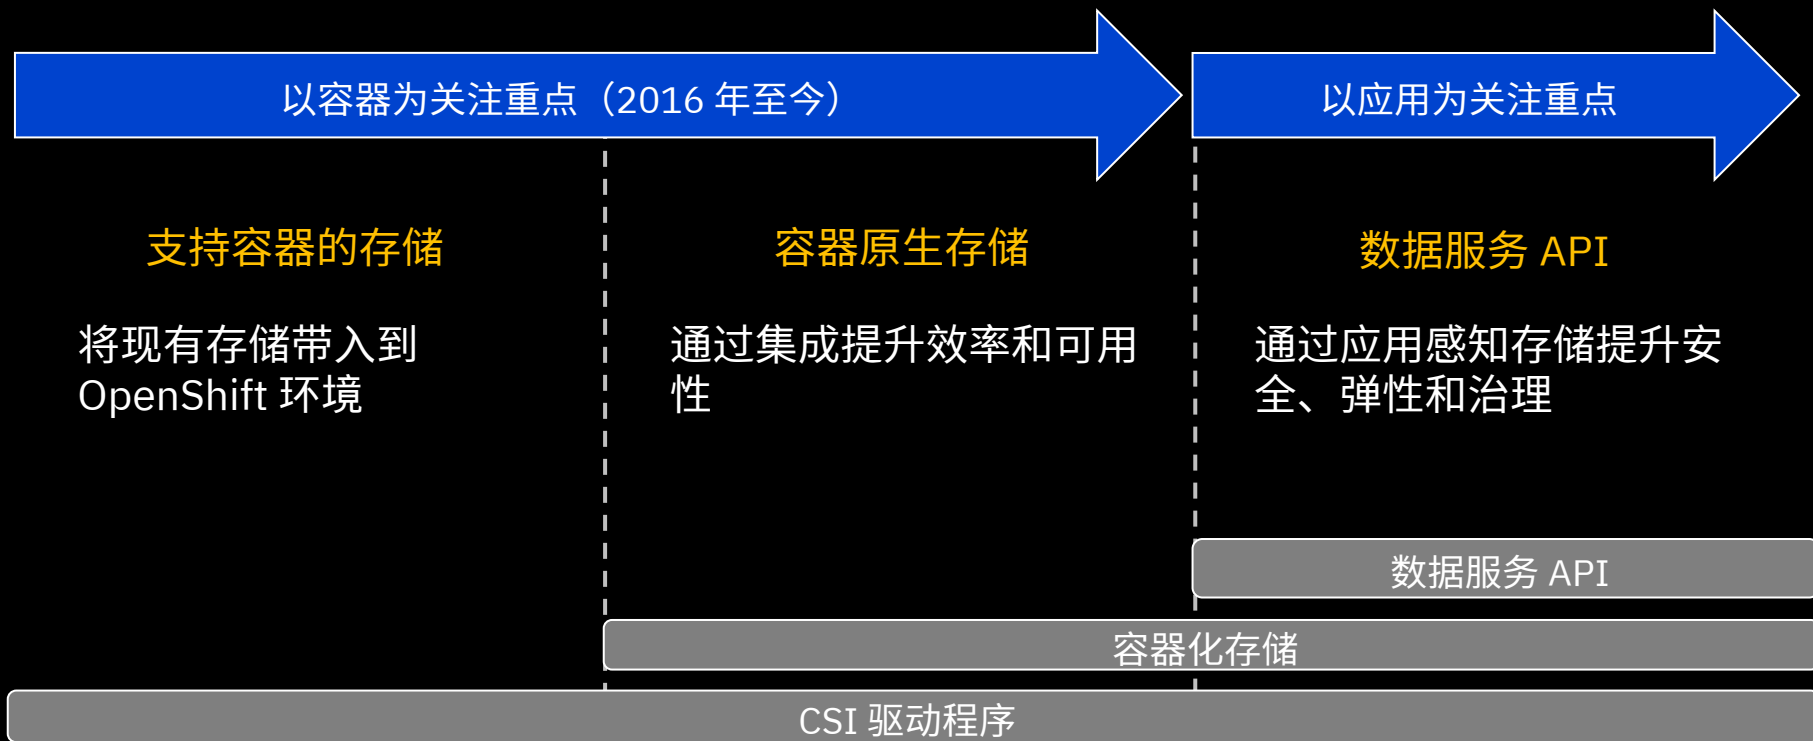 以容器为关注重点（2016 年至今）
以应用为关注重点
支持容器的存储
容器原生存储
数据服务 API
将现有存储带入到
OpenShift 环境
通过集成提升效率和可用
性
通过应用感知存储提升安
全、弹性和治理
数据服务 API
容器化存储
CSI 驱动程序